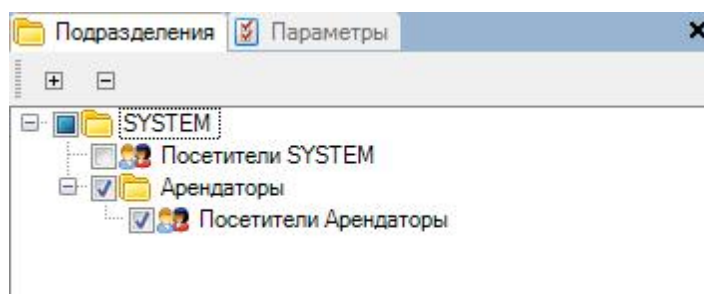 Подразделения Параметры
SYSTEM
Посетители SYSTEM
Арендаторы
Посетители Арендаторы